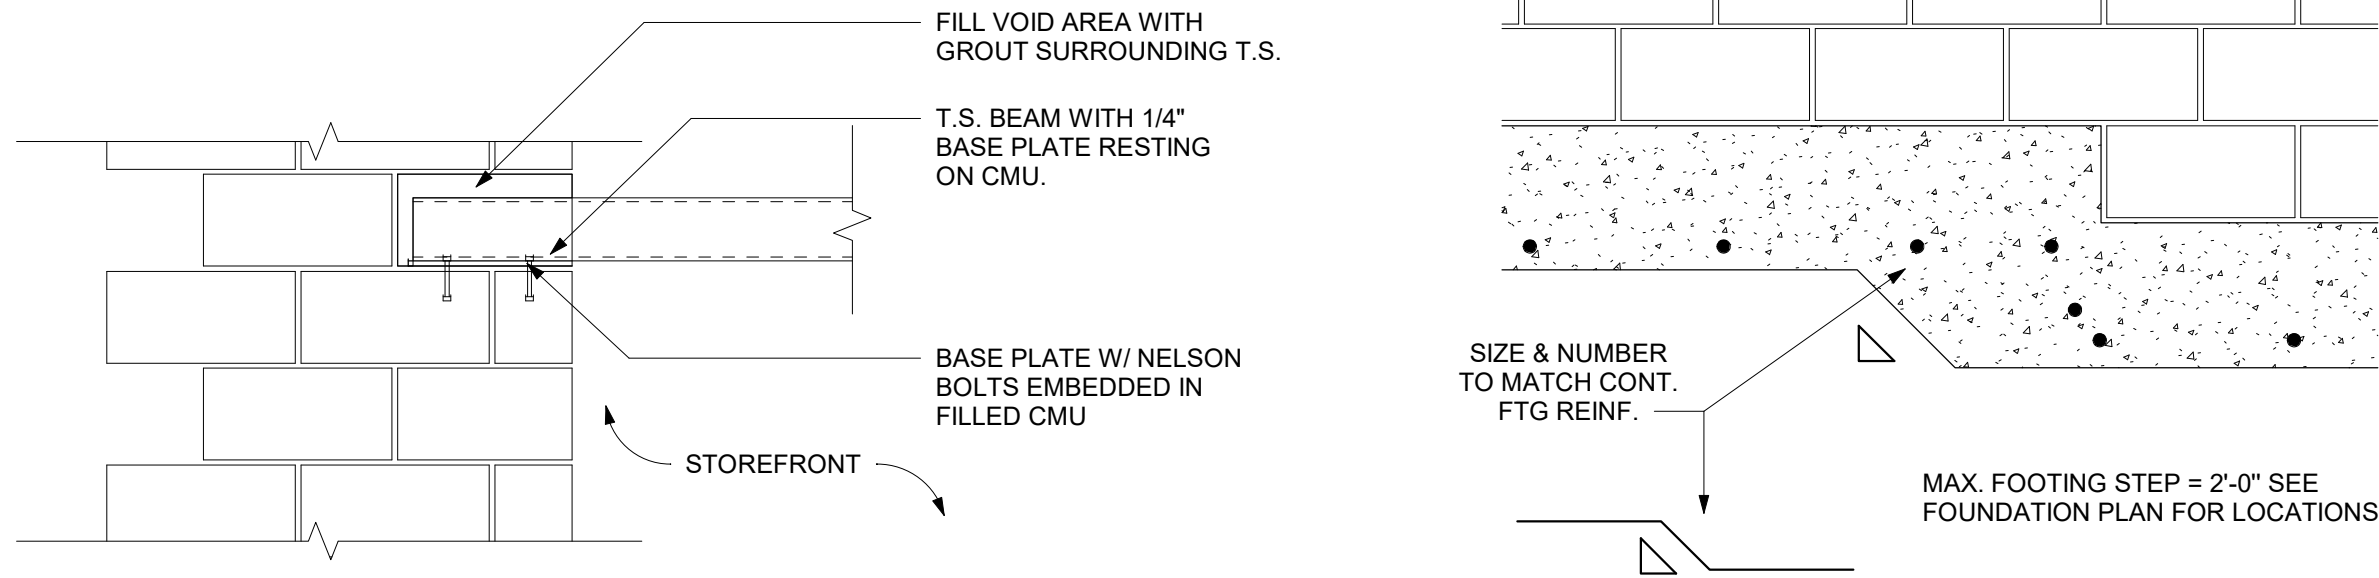 FILL VOID AREA WITH
GROUT SURROUNDING T.S.
T.S. BEAM WITH 1/4"
BASE PLATE RESTING
ON CMU.
BASE PLATE W/ NELSON
BOLTS EMBEDDED IN
FILLED CMU
STOREFRONT
SIZE & NUMBER
TO MATCH CONT.
FTG REINF.
MAX. FOOTING STEP = 2'-0" SEE
FOUNDATION PLAN FOR LOCATIONS